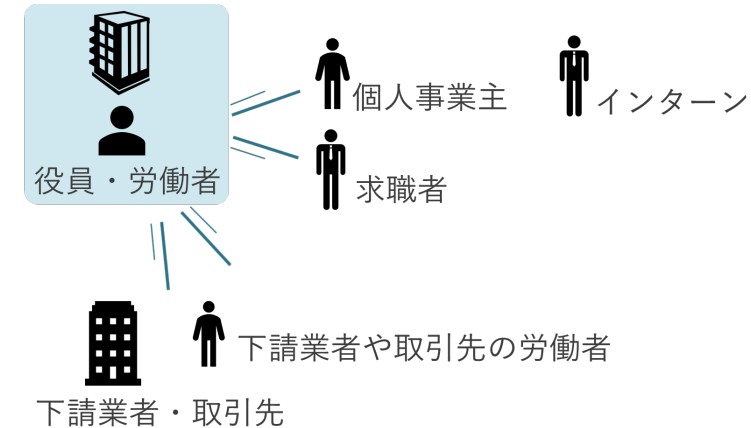 個人事業主
インターン
役員・労働者
求職者
下請業者や取引先の労働者
下請業者・取引先